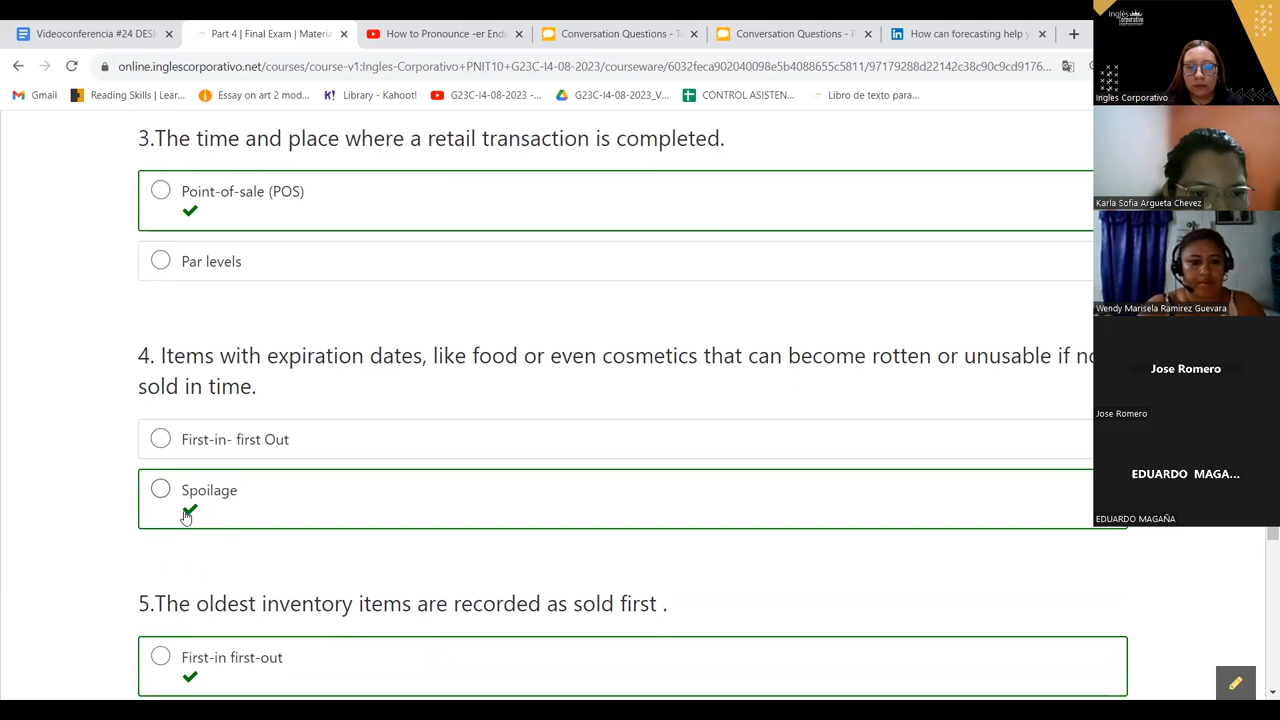 Videoconferencia #24 DESI
Part 4 | Final Exam | Materia
How to Pronounce -er Endin
Conversation Questions - To
Conversation Questions - P
How can forecasting help y
online.inglescorporativo.net/courses/course-v1:Ingles-Corporativo+PNIT110+G23C-I4-08-2023/courseware/6032feca902040098e5b4088655c5811/97179288d22142c38c90c9cd9176...
Gmail
Reading Skills | Lear...
Essay on art 2 mod...
Library - Kano...
G23C-I4-08-2023 -...
G23C-I4-08-2023_V...
CONTROL ASISTEN...
Libro de texto para...
3.The time and place where a retail transaction is completed.
Point-of-sale (POS)
Par levels
4. Items with expiration dates, like food or even cosmetics that can become rotten or unusable if no
sold in time.
First-in- first Out
Spoilage
5.The oldest inventory items are recorded as sold first .
First-in first-out
Inglés
Corporativo
Ingles Corporativo
Karla Sofia Argueta Chevez
Wendy Marisela Ramirez Guevara
Jose Romero
Jose Romero
EDUARDO MAGA...
EDUARDO MAGAÑA